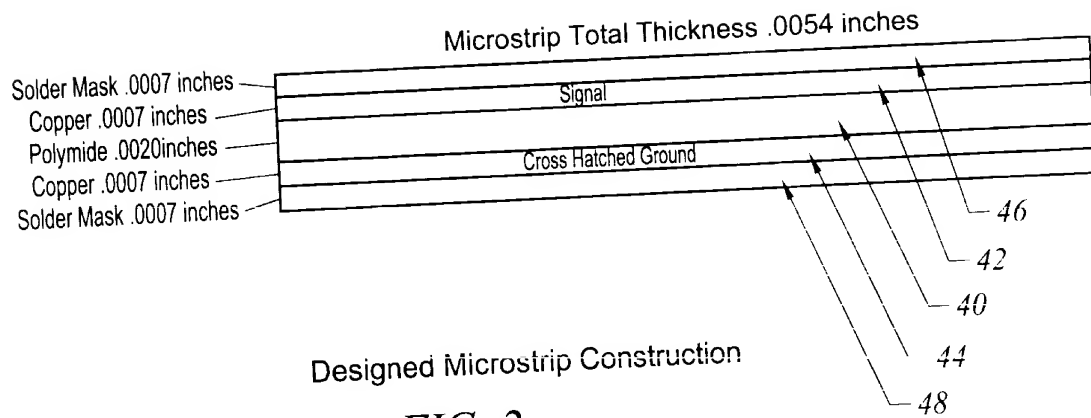 Microstrip Total Thickness .0054 inches
Solder Mask .0007 inches
Copper .0007 inches
Polymide .0020inches
Copper .0007 inches
Solder Mask .0007 inches
Signal
Cross Hatched Ground
46
42
40
44
48
Designed Microstrip Construction